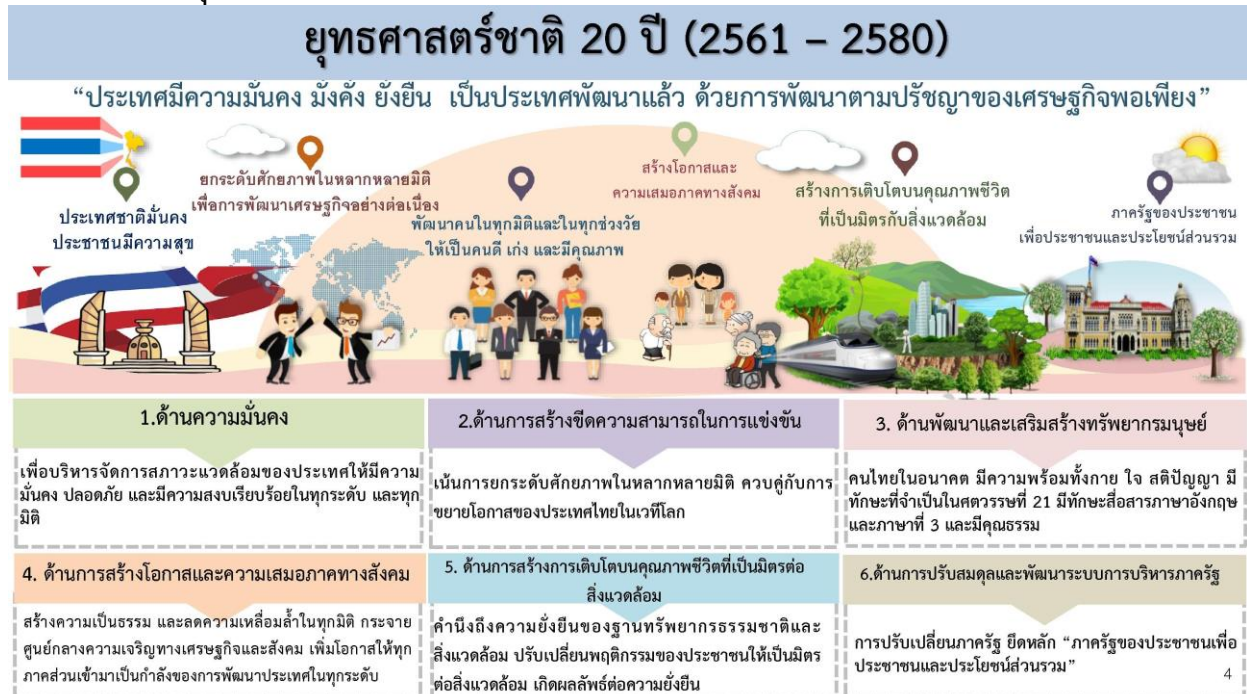 ยุทธศาสตร์ชาติ 20 ปี (2561 – 2580)
“ประเทศมีความมั่นคง มั่งคั่ง ยั่งยืน เป็นประเทศพัฒนาแล้ว ด้วยการพัฒนาตามปรัชญาของเศรษฐกิจพอเพียง”
ประเทศชาติมั่นคง
ประชาชนมีความสุข
ยกระดับศักยภาพในหลากหลายมิติ
เพื่อการพัฒนาเศรษฐกิจอย่างต่อเนื่อง
พัฒนาคนในทุกมิติและในทุกช่วงวัย
ให้เป็นคนดี เก่ง และมีคุณภาพ
สร้างโอกาสและ
ความเสมอภาคทางสังคม
สร้างการเติบโตบนคุณภาพชีวิต
ที่เป็นมิตรกับสิ่งแวดล้อม
ภาครัฐของประชาชน
เพื่อประชาชนและประโยชน์ส่วนรวม
1.ด้านความมั่นคง
เพื่อบริหารจัดการสภาวะแวดล้อมของประเทศให้มีความ
มั่นคง ปลอดภัย และมีความสงบเรียบร้อยในทุกระดับ และทุก
มิติ
2.ด้านการสร้างขีดความสามารถในการแข่งขัน
เน้นการยกระดับศักยภาพในหลากหลายมิติ ควบคู่กับการ
ขยายโอกาสของประเทศไทยในเวทีโลก
3. ด้านพัฒนาและเสริมสร้างทรัพยากรมนุษย์
คนไทยในอนาคต มีความพร้อมทั้งกาย ใจ สติปัญญา มี
ทักษะที่จำเป็นในศตวรรษที่ 21 มีทักษะสื่อสารภาษาอังกฤษ
และภาษาที่ 3 และมีคุณธรรม
4. ด้านการสร้างโอกาสและความเสมอภาคทางสังคม
สร้างความเป็นธรรม และลดความเหลื่อมล้ำในทุกมิติ กระจาย
ศูนย์กลางความเจริญทางเศรษฐกิจและสังคม เพิ่มโอกาสให้ทุก
ภาคส่วนเข้ามาเป็นกำลังของการพัฒนาประเทศในทุกระดับ
5. ด้านการสร้างการเติบโตบนคุณภาพชีวิตที่เป็นมิตรต่อ
สิ่งแวดล้อม
คำนึงถึงความยั่งยืนของฐานทรัพยากรธรรมชาติและ
สิ่งแวดล้อม ปรับเปลี่ยนพฤติกรรมของประชาชนให้เป็นมิตร
ต่อสิ่งแวดล้อม เกิดผลลัพธ์ต่อความยั่งยืน
6.ด้านการปรับสมดุลและพัฒนาระบบการบริหารภาครัฐ
การปรับเปลี่ยนภาครัฐ ยึดหลัก “ภาครัฐของประชาชนเพื่อ
ประชาชนและประโยชน์ส่วนรวม”
4